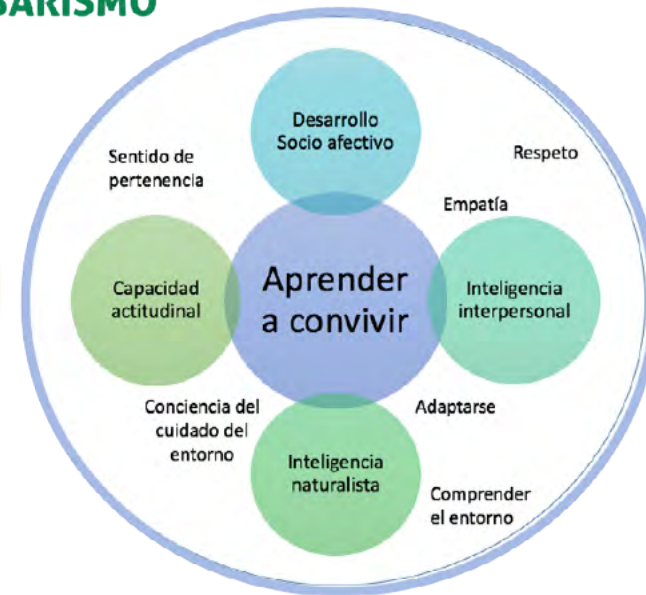 BARISMO
Desarrollo
Socio afectivo
Sentido de
pertenencia
Respeto
Empatía
Capacidad
actitudinal
Aprender
a convivir
Inteligencia
interpersonal
Conciencia del
cuidado del
entorno
Adaptarse
Inteligencia
naturalista
Comprender
el entorno